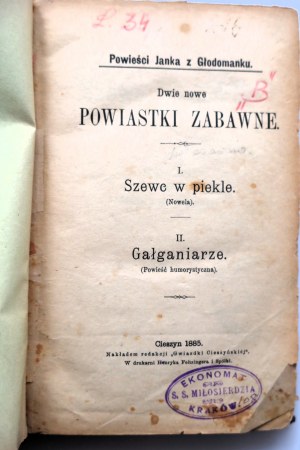 £ 34
Powieści Janka z Głodomanku.
Dwie nowe
"B"
POWIASTKI ZABAWNE.
I.
Szewc w piekle.
(Nowela).
II.
Gałganiarze.
(Powieść humorystyczna).
Cieszyn 1885.
Nakładem redakcji „Gwiazdki Cieszyńskiej".
W drukarni Henryka Feitzingera i Spółki.
EKONOMAT
S. S. MIŁOSIERDZIA
KRAKÓW